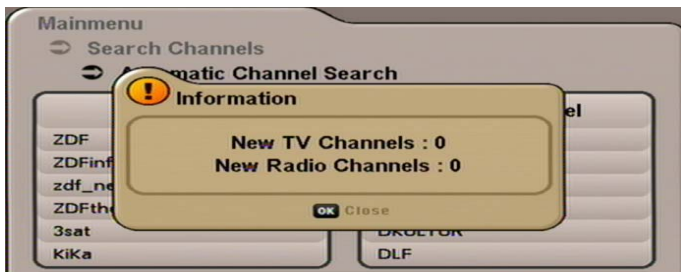 Mainmenu
Search Channels
Automatic Channel Search
Information
New TV Channels : 0
New Radio Channels : 0
OK Close
ZDF
3sat
KiKa
DLF